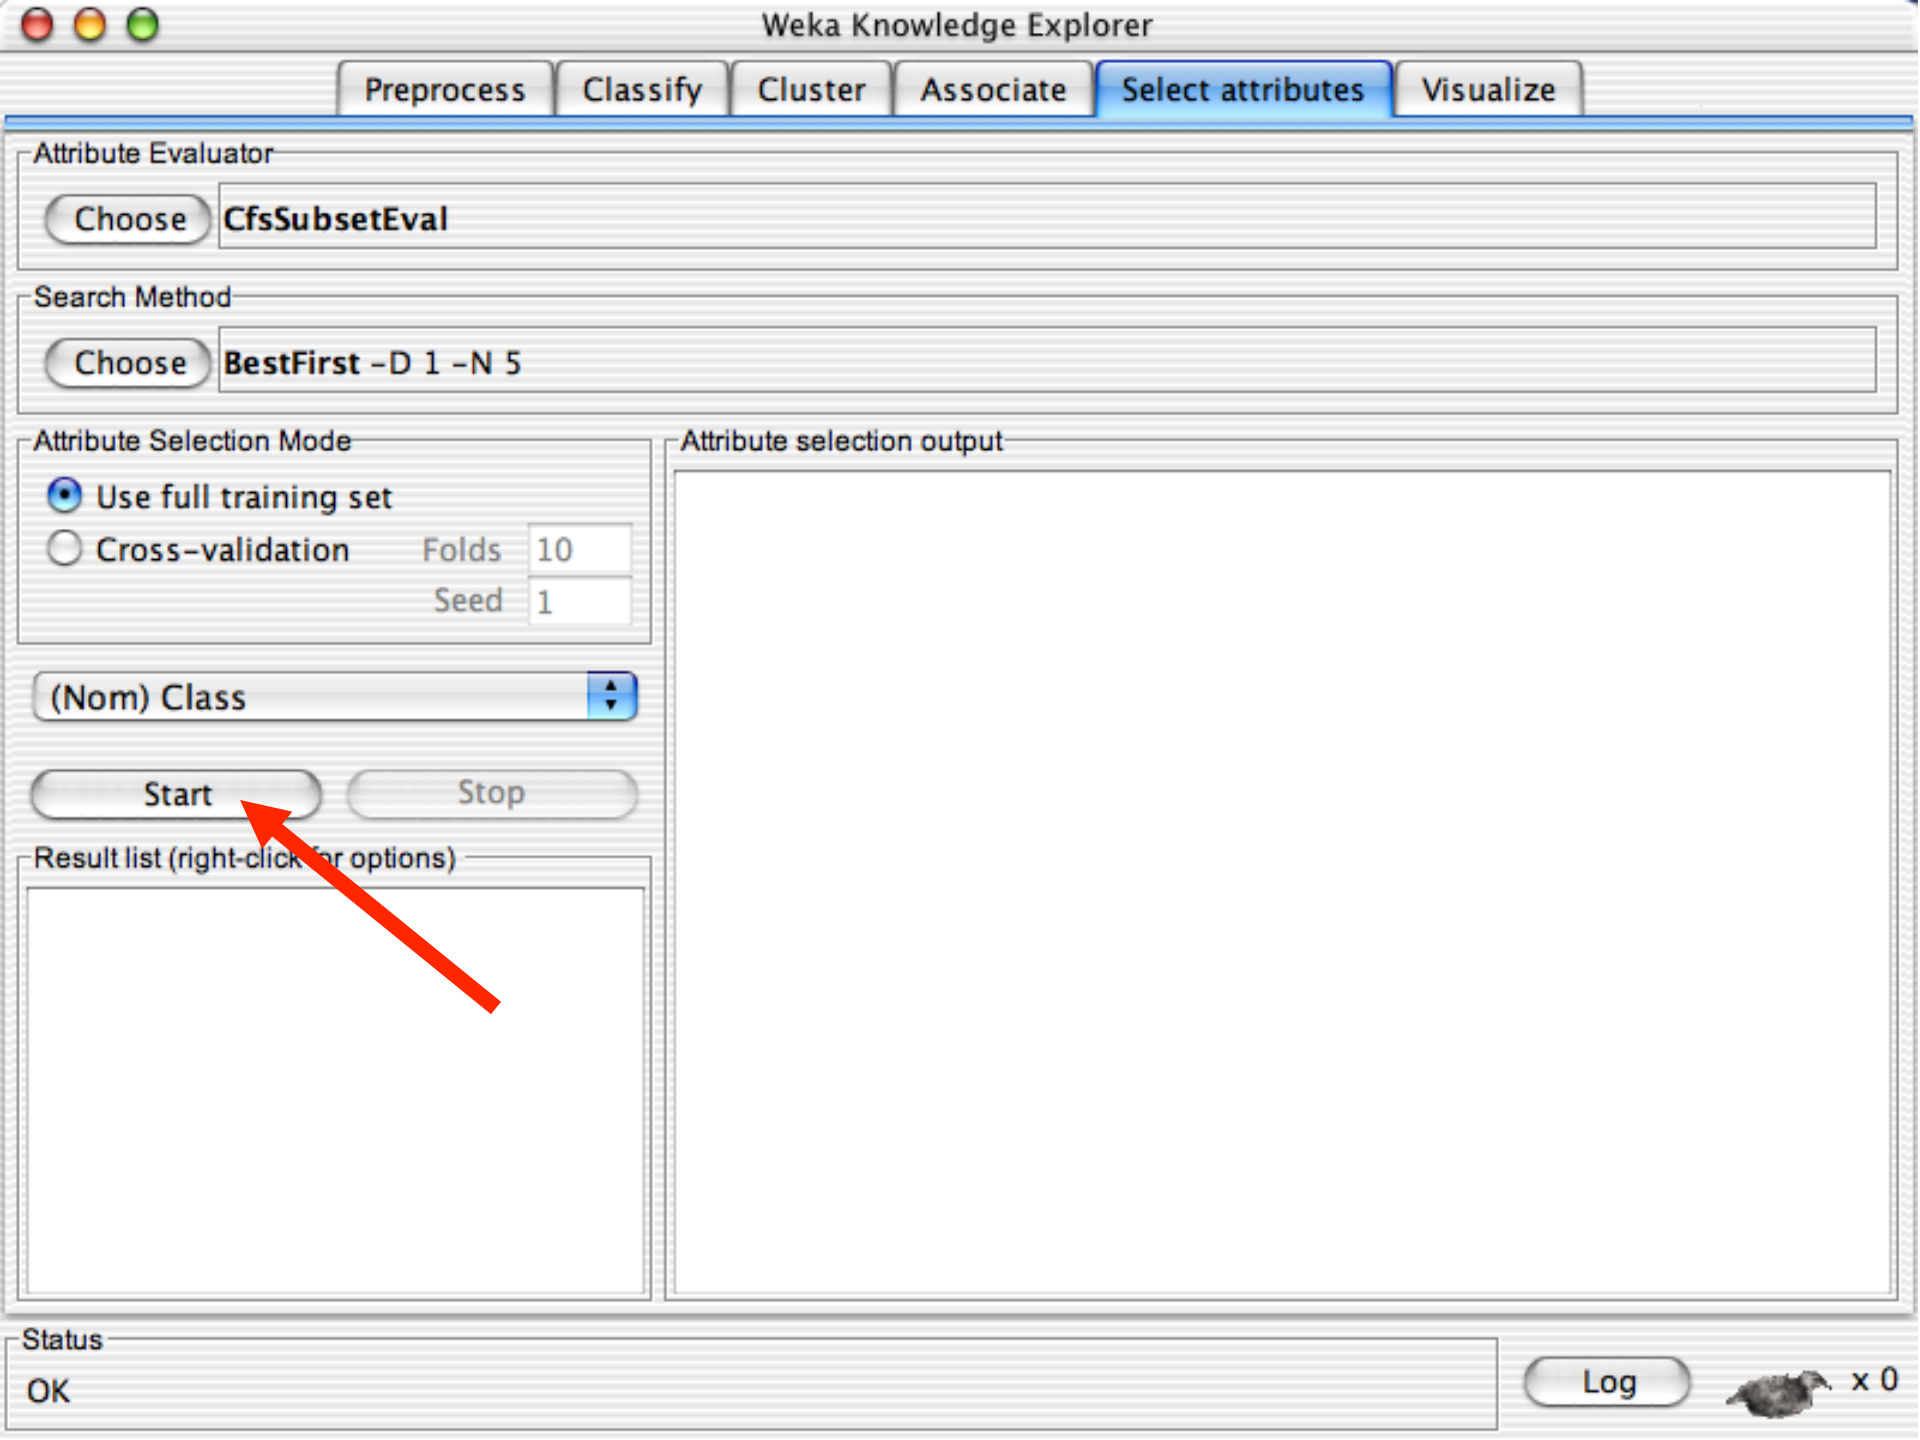 Weka Knowledge Explorer
Preprocess Classify Cluster Associate Select attributes Visualize
Attribute Evaluator
Choose CfsSubsetEval
Search Method
Choose BestFirst -D 1 -N 5
Attribute Selection Mode
Use full training set
Cross-validation Folds 10
Seed 1
(Nom) Class
Start Stop
Result list (right-click for options)
Attribute selection output
Status
OK
Log x 0